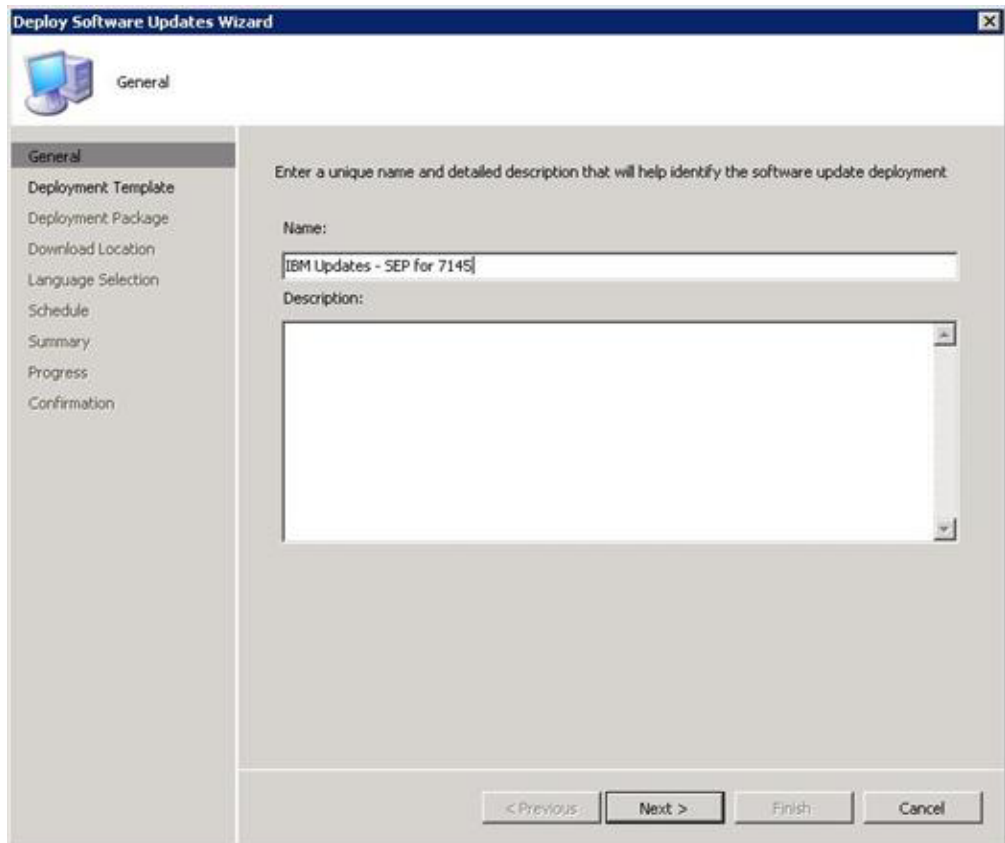 Deploy Software Updates Wizard
General
General
Deployment Template
Deployment Package
Download Location
Language Selection
Schedule
Summary
Progress
Confirmation
Enter a unique name and detailed description that will help identify the software update deployment
Name:
IBM Updates - SEP for 7145
Description:
< Previous
Next >
Finish
Cancel